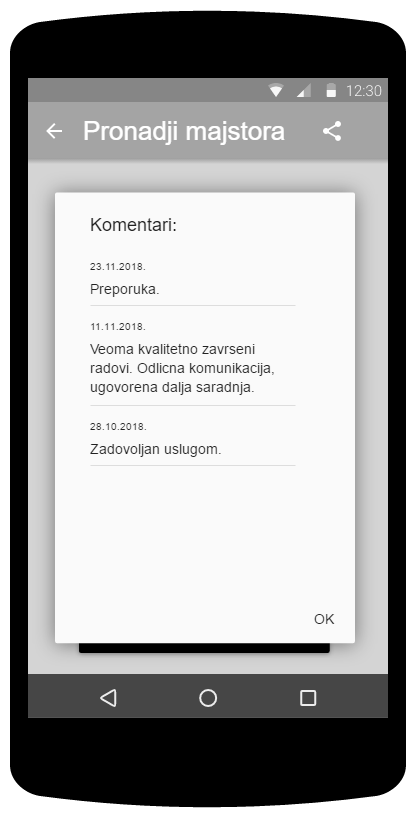 12:30
Pronadji majstora
Komentari:
23.11.2018.
Preporuka.
11.11.2018.
Veoma kvalitetno zavrseni
radovi. Odlicna komunikacija,
ugovorena dalja saradnja.
28.10.2018.
Zadovoljan uslugom.
OK